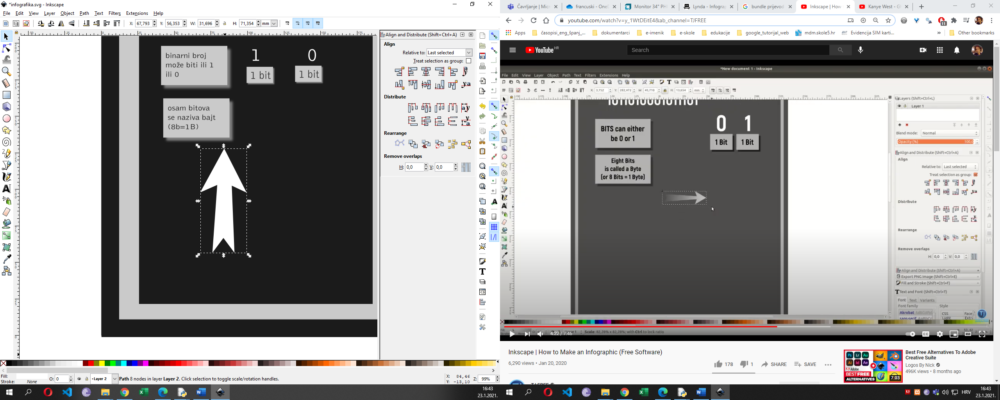 *infografika.svg - Inkscape
File Edit View Layer Object Path Text Filters Extensions Help
X: 67,793 Y: 56,353 W: 31,696 H: 71,354 mm
Align and Distribute (Shift+Ctrl+A)
Align
Relative to: Last selected
Treat selection as group:
Distribute
Rearrange
Remove overlaps
H: 0,0 V: 0,0
binarni broj
može biti ili 1
ili 0
1 0
1 bit 1 bit
osam bitova
se naziva bajt
(8b=1B)
Fill:
Stroke: None
O: 0
Layer 2
Path 8 nodes in layer Layer 2. Click selection to toggle scale/rotation handles.
X: 84,46
Y: -13,10
Z: 99%
16:43
23.1.2021.
Čavrljanje | Micr
francuski - OneD
Monitor 34" PHI
Lynda - Infograp
bundle prijevod
Inkscape | How
Kanye West - G
youtube.com/watch?v=y_1WtDEitE4&ab_channel=TJFREE
11
Apps
časopisi_eng_španj_...
dokumentarci
e-imenik
e-skole
edukacije
google_tutorijal_web
mdm.skole5.hr
Evidencija SIM karti...
Other bookmarks
YouTube HR
Search
*New document 1 - Inkscape
File Edit View Layer Object Path Text Filters Extensions Help
X: 3,752 Y: 282,472 W: 45,710 H: 13,654 mm
Layers (Shift+Ctrl+L)
Layer 1
Blend mode: Normal
Opacity (%) 100,0
Align and Distribute (Shift+Ctrl+A)
Align
Relative to: Last selected
Treat selection as group:
Distribute
Rearrange
Remove overlaps
H: 0,0 V: 0,0
Align and Distribute (Shift+Ctrl+A)
Export PNG Image (Shift+Ctrl+E)
Fill and Stroke (Shift+Ctrl+F)
Text and Font (Shift+Ctrl+T)
Font Text Variants
Font family Style
Akrobat
CSS Face
Light Extr
BITS can either
be 0 or 1
0 1
1 Bit 1 Bit
Eight Bits
is called a Byte
(or 8 Bits = 1 Byte)
Scale: 82,28% x 82,28%; with Ctrl to lock ratio
4:22 / 7:46
Inkscape | How to Make an Infographic (Free Software)
6,290 views • Jan 20, 2020
178 1 SHARE SAVE
Best Free Alternatives To Adobe
Creative Suite
Logos By Nick
496K views • 8 months ago
Ps Lr Au
Ai Id Ae
Adobe
BEST FREE
ALTERNATIVES
7:03
HRV
16:43
23.1.2021.